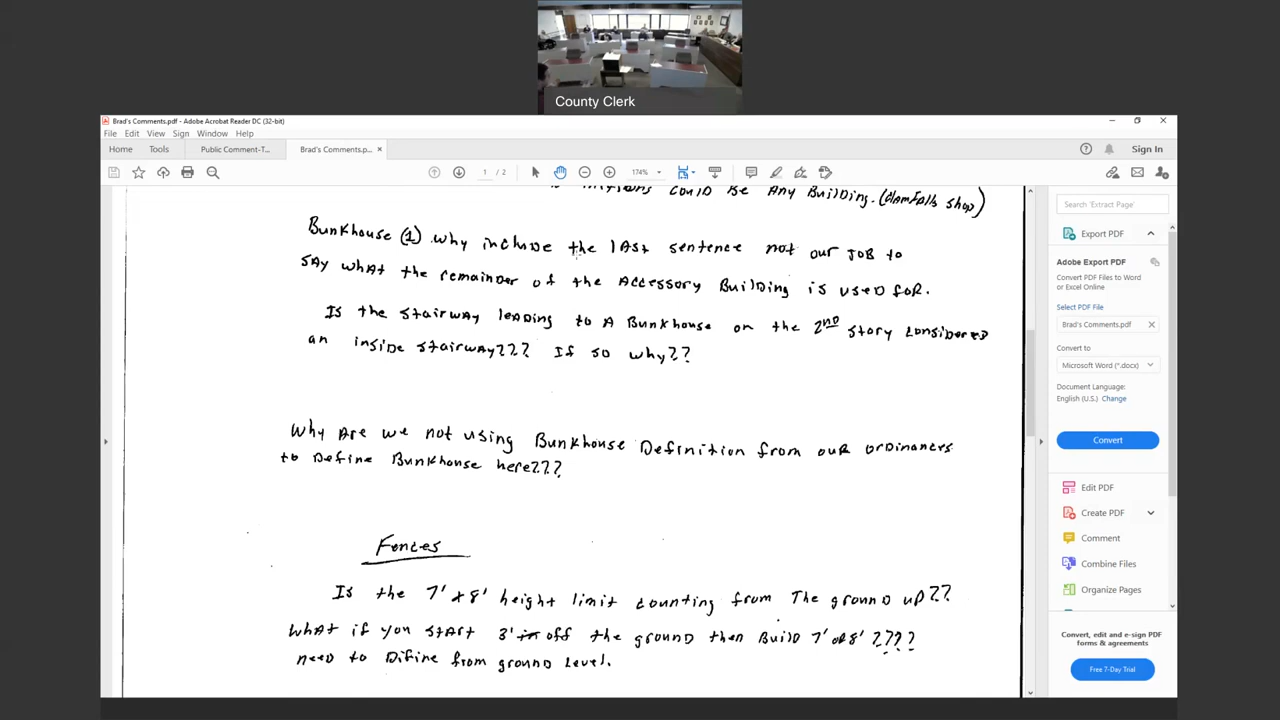 County Clerk
Brad's Comments.pdf - Adobe Acrobat Reader DC (32-bit)
File Edit View Sign Window Help
Home Tools Public Comment-T... Brad's Comments.p... ×
Sign In
1 / 2 174%
could Be Any Building. (Klamfalls shop)
Bunkhouse (1) why include the last sentence not our JOB to
SAY what the remainder of the Accessory Building is used for.
Is the stairway leading to A Bunkhouse on the 2nd story considered
an inside stairway??? If so why??
Why Are we not using Bunkhouse Definition from our ordinances
to Define Bunkhouse here???
Fences
Is the 7' + 8' height limit counting from The ground up??
What if you start 3' off the ground then Build 7' or 8' ????
need to Difine from ground level.
Search 'Extract Page'
Export PDF
Adobe Export PDF
Convert PDF Files to Word
or Excel Online
Select PDF File
Brad's Comments.pdf ×
Convert to
Microsoft Word (*.docx)
Document Language:
English (U.S.) Change
Convert
Edit PDF
Create PDF
Comment
Combine Files
Organize Pages
Convert, edit and e-sign PDF
forms & agreements
Free 7-Day Trial